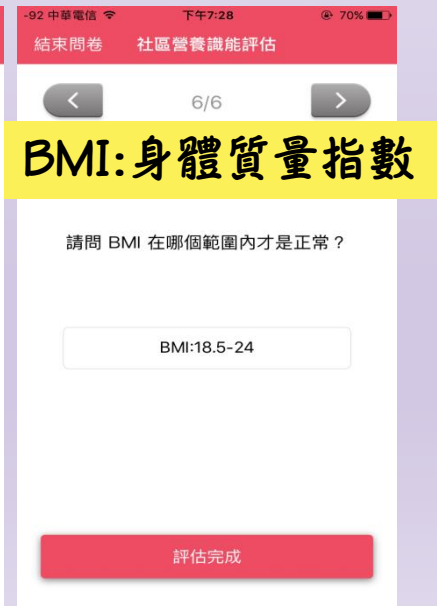 -92 中華電信 下午7:28 70%
結束問卷 社區營養識能評估
< 6/6 >
BMI:身體質量指數
請問 BMI 在哪個範圍內才是正常？
BMI:18.5-24
評估完成